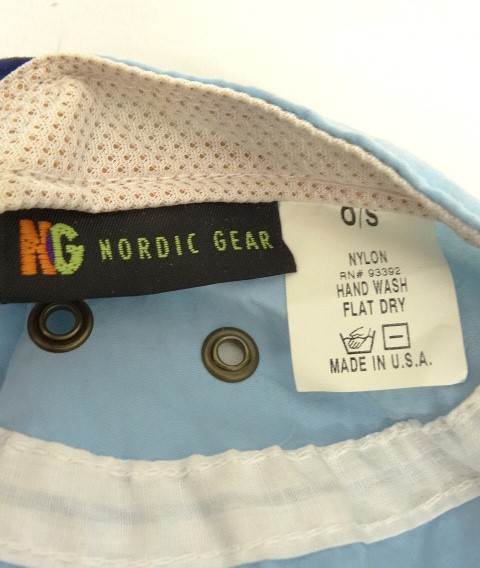 NG NORDIC GEAR
O/S
NYLON
RN# 93392
HAND WASH
FLAT DRY
MADE IN U.S.A.